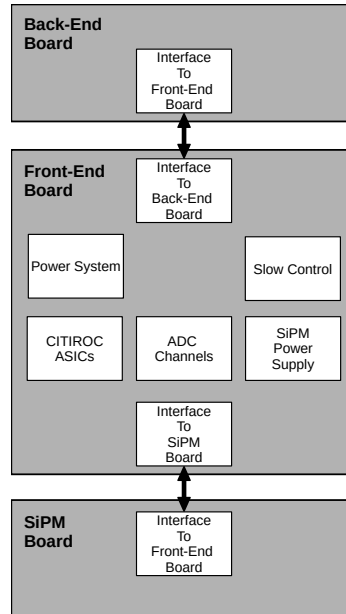 Back-End
Board
Interface
To
Front-End
Board
Front-End
Board
Interface
To
Back-End
Board
Power System
Slow Control
CITIROC
ASICs
ADC
Channels
SiPM
Power
Supply
Interface
To
SiPM
Board
SiPM
Board
Interface
To
Front-End
Board